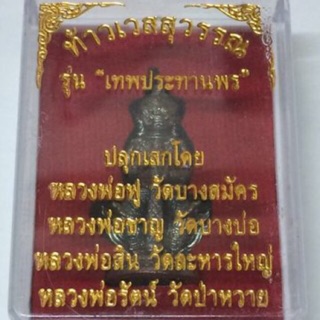 ท้าวเวสสุวรรณ
รุ่น "เทพประทานพร"
ปลุกเสกโดย
หลวงพ่อฟู วัดบางสมัคร
หลวงพ่อชาญ วัดบางบ่อ
หลวงพ่อสิน วัดละหารใหญ่
หลวงพ่อรัตน์ วัดป่าหวาย